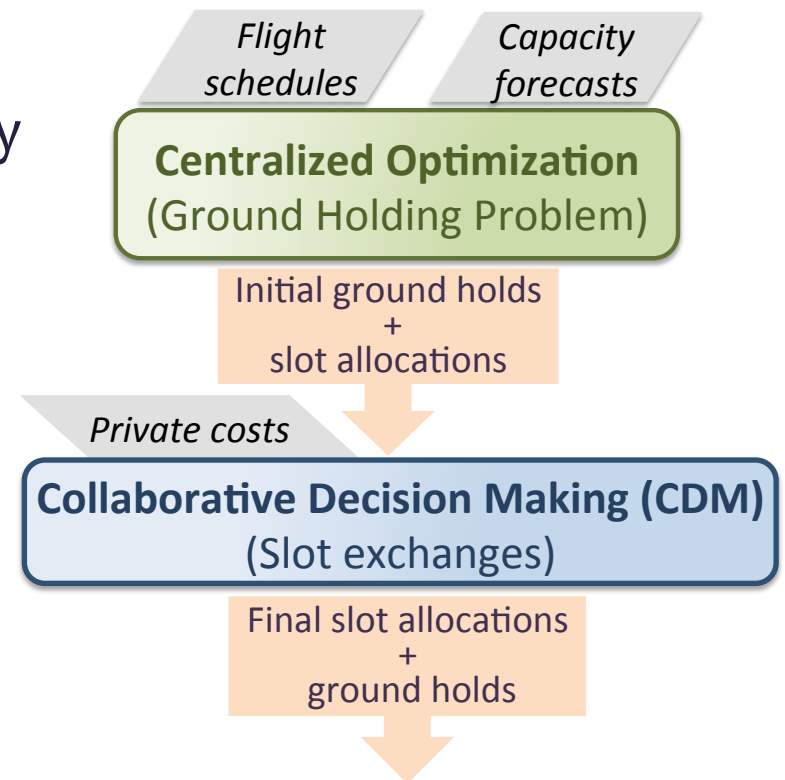 Flight
schedules
Capacity
forecasts
y
Centralized Optimization
(Ground Holding Problem)
Initial ground holds
+
slot allocations
Private costs
Collaborative Decision Making (CDM)
(Slot exchanges)
Final slot allocations
+
ground holds